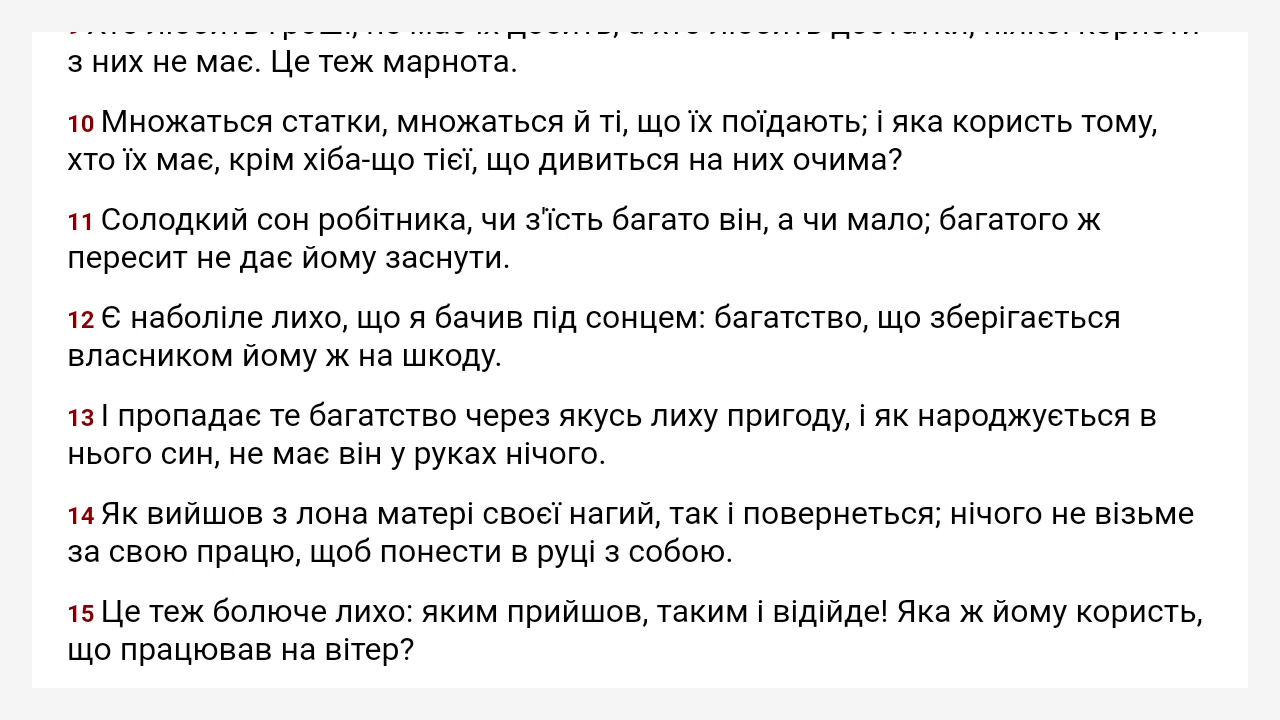 з них не має. Це теж марнота.
10 Множаться статки, множаться й ті, що їх поїдають; і яка користь тому,
хто їх має, крім хіба-що тієї, що дивиться на них очима?
11 Солодкий сон робітника, чи з'їсть багато він, а чи мало; багатого ж
пересит не дає йому заснути.
12 Є наболіле лихо, що я бачив під сонцем: багатство, що зберігається
власником йому ж на шкоду.
13 І пропадає те багатство через якусь лиху пригоду, і як народжується в
нього син, не має він у руках нічого.
14 Як вийшов з лона матері своєї нагий, так і повернеться; нічого не візьме
за свою працю, щоб понести в руці з собою.
15 Це теж болюче лихо: яким прийшов, таким і відійде! Яка ж йому користь,
що працював на вітер?